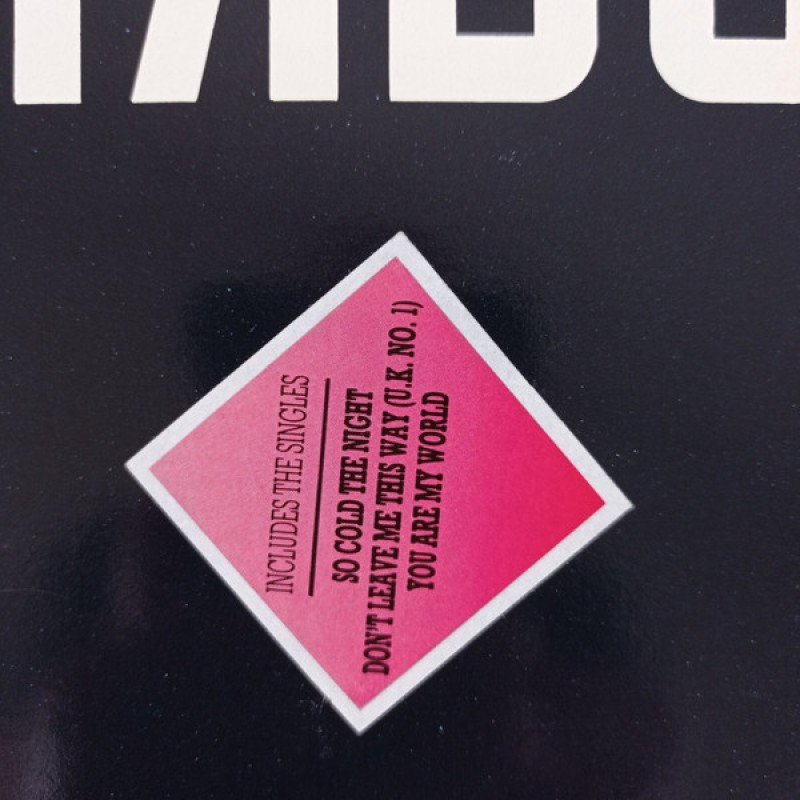 INCLUDES THE SINGLES
SO COLD THE NIGHT
DON'T LEAVE ME THIS WAY (U.K. NO. 1)
YOU ARE MY WORLD